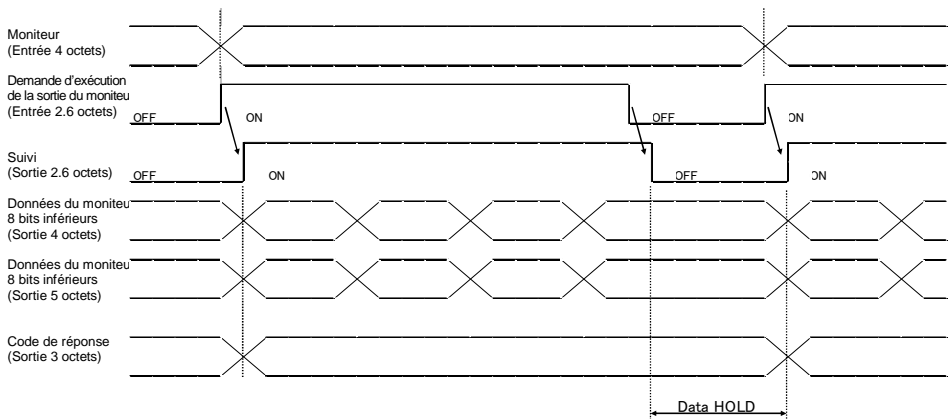 Moniteur
(Entrée 4 octets)
Demande d'exécution
de la sortie du moniteu
(Entrée 2.6 octets)
OFF ON OFF ON
Suivi
(Sortie 2.6 octets)
OFF ON OFF ON
Données du moniteu
8 bits inférieurs
(Sortie 4 octets)
Données du moniteu
8 bits inférieurs
(Sortie 5 octets)
Code de réponse
(Sortie 3 octets)
Data HOLD